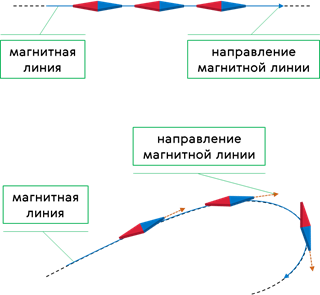 магнитная
линия
направление
магнитной линии
направление
магнитной линии
магнитная
линия